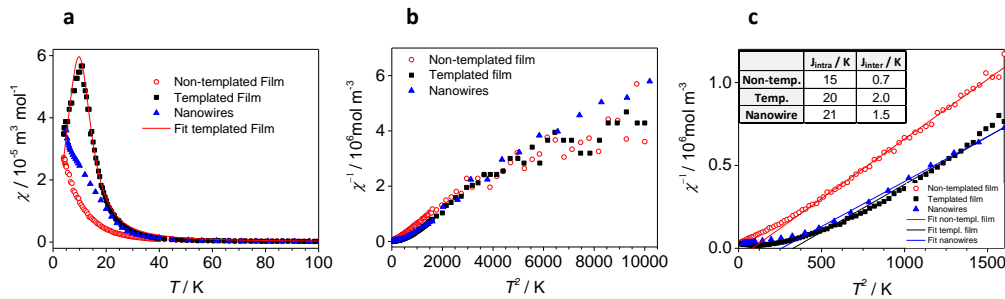 a
6
4
2
0
χ / 10⁻⁵ m³ mol⁻¹
0 20 40 60 80 100
T / K
Non-templated Film
Templated Film
Nanowires
Fit templated Film
b
6
4
2
0
χ⁻¹ / 10⁶mol m⁻³
0 2000 4000 6000 8000 10000
T² / K
Non-templated film
Templated film
Nanowires
c
1.0
0.5
0.0
χ⁻¹ / 10⁶mol m⁻³
0 500 1000 1500
T² / K
Jintra / K Jinter / K
Non-temp. 15 0.7
Temp. 20 2.0
Nanowire 21 1.5
Non-templated film
Templated film
Nanowires
Fit non-templ. film
Fit templ. film
Fit nanowires